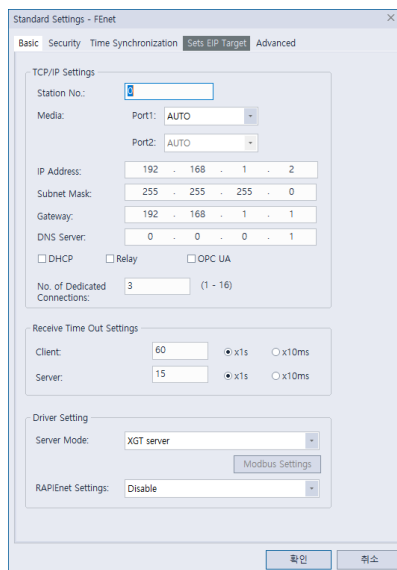 Standard Settings - FEnet
Basic Security Time Synchronization Sets EIP Target Advanced
TCP/IP Settings
Station No.: 0
Media: Port1: AUTO
Port2: AUTO
IP Address: 192 . 168 . 1 . 2
Subnet Mask: 255 . 255 . 255 . 0
Gateway: 192 . 168 . 1 . 1
DNS Server: 0 . 0 . 0 . 1
DHCP Relay OPC UA
No. of Dedicated Connections: 3 (1 - 16)
Receive Time Out Settings
Client: 60 x1s x10ms
Server: 15 x1s x10ms
Driver Setting
Server Mode: XGT server
Modbus Settings
RAPIEnet Settings: Disable
확인 취소